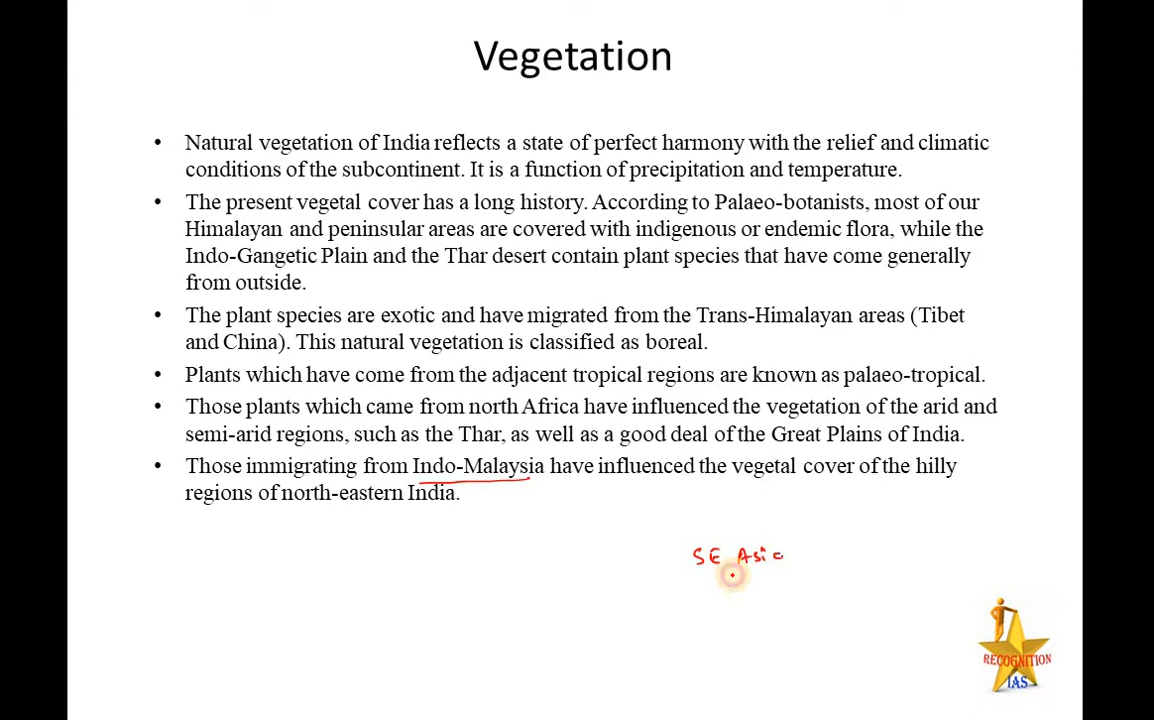 Vegetation
• Natural vegetation of India reflects a state of perfect harmony with the relief and climatic
conditions of the subcontinent. It is a function of precipitation and temperature.
• The present vegetal cover has a long history. According to Palaeo-botanists, most of our
Himalayan and peninsular areas are covered with indigenous or endemic flora, while the
Indo-Gangetic Plain and the Thar desert contain plant species that have come generally
from outside.
• The plant species are exotic and have migrated from the Trans-Himalayan areas (Tibet
and China). This natural vegetation is classified as boreal.
• Plants which have come from the adjacent tropical regions are known as palaeo-tropical.
• Those plants which came from north Africa have influenced the vegetation of the arid and
semi-arid regions, such as the Thar, as well as a good deal of the Great Plains of India.
• Those immigrating from Indo-Malaysia have influenced the vegetal cover of the hilly
regions of north-eastern India.
SE Asia
RECOGNITION
IAS